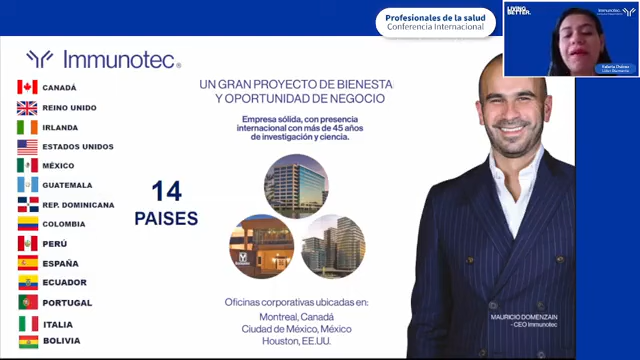 Profesionales de la salud
Conferencia Internacional
LIVING
BETTER.
Immunotec
Valeria Chávez
Immunotec®
CANADÁ
REINO UNIDO
IRLANDA
ESTADOS UNIDOS
MÉXICO
GUATEMALA
REP. DOMINICANA
COLOMBIA
PERÚ
ESPAÑA
ECUADOR
PORTUGAL
ITALIA
BOLIVIA
14
PAISES
UN GRAN PROYECTO DE BIENESTA
Y OPORTUNIDAD DE NEGOCIO
Empresa sólida, con presencia
internacional con más de 45 años
de investigación y ciencia.
Oficinas corporativas ubicadas en:
Montreal, Canadá
Ciudad de México, México
Houston, EE.UU.
MAURICIO DOMENZAIN
- CEO Immunotec